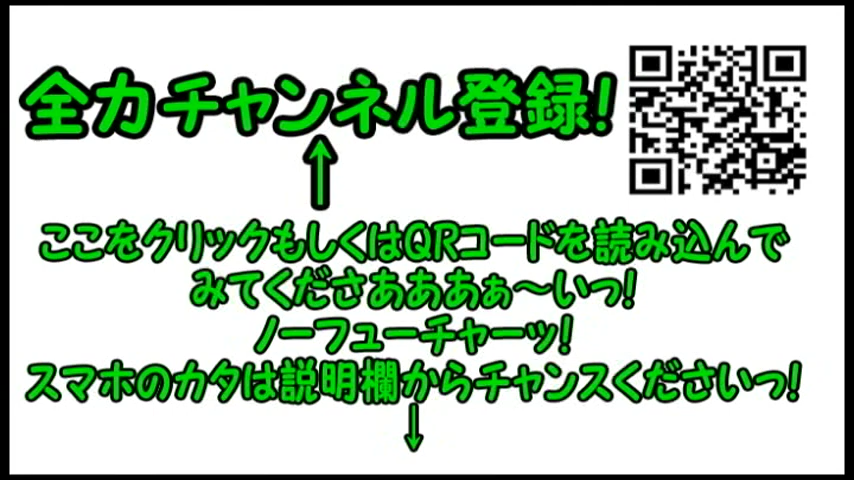 全力チャンネル登録!
↑
ここをクリックもしくはQRコードを読み込んで
みてくださあああぁ～いっ!
ノーフューチャーッ!
スマホのカタは説明欄からチャンスくださいっ!
↓